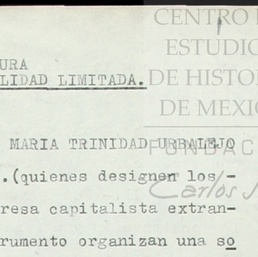 CENTRO
ESTUDIO
DE HISTOR
DE MEXIC
FUNDAC
Carlos
URA
LIDAD LIMITADA.
MARIA TRINIDAD URBALEJO
.(quienes designen los -
resa capitalista extran-
rumento organizan una so